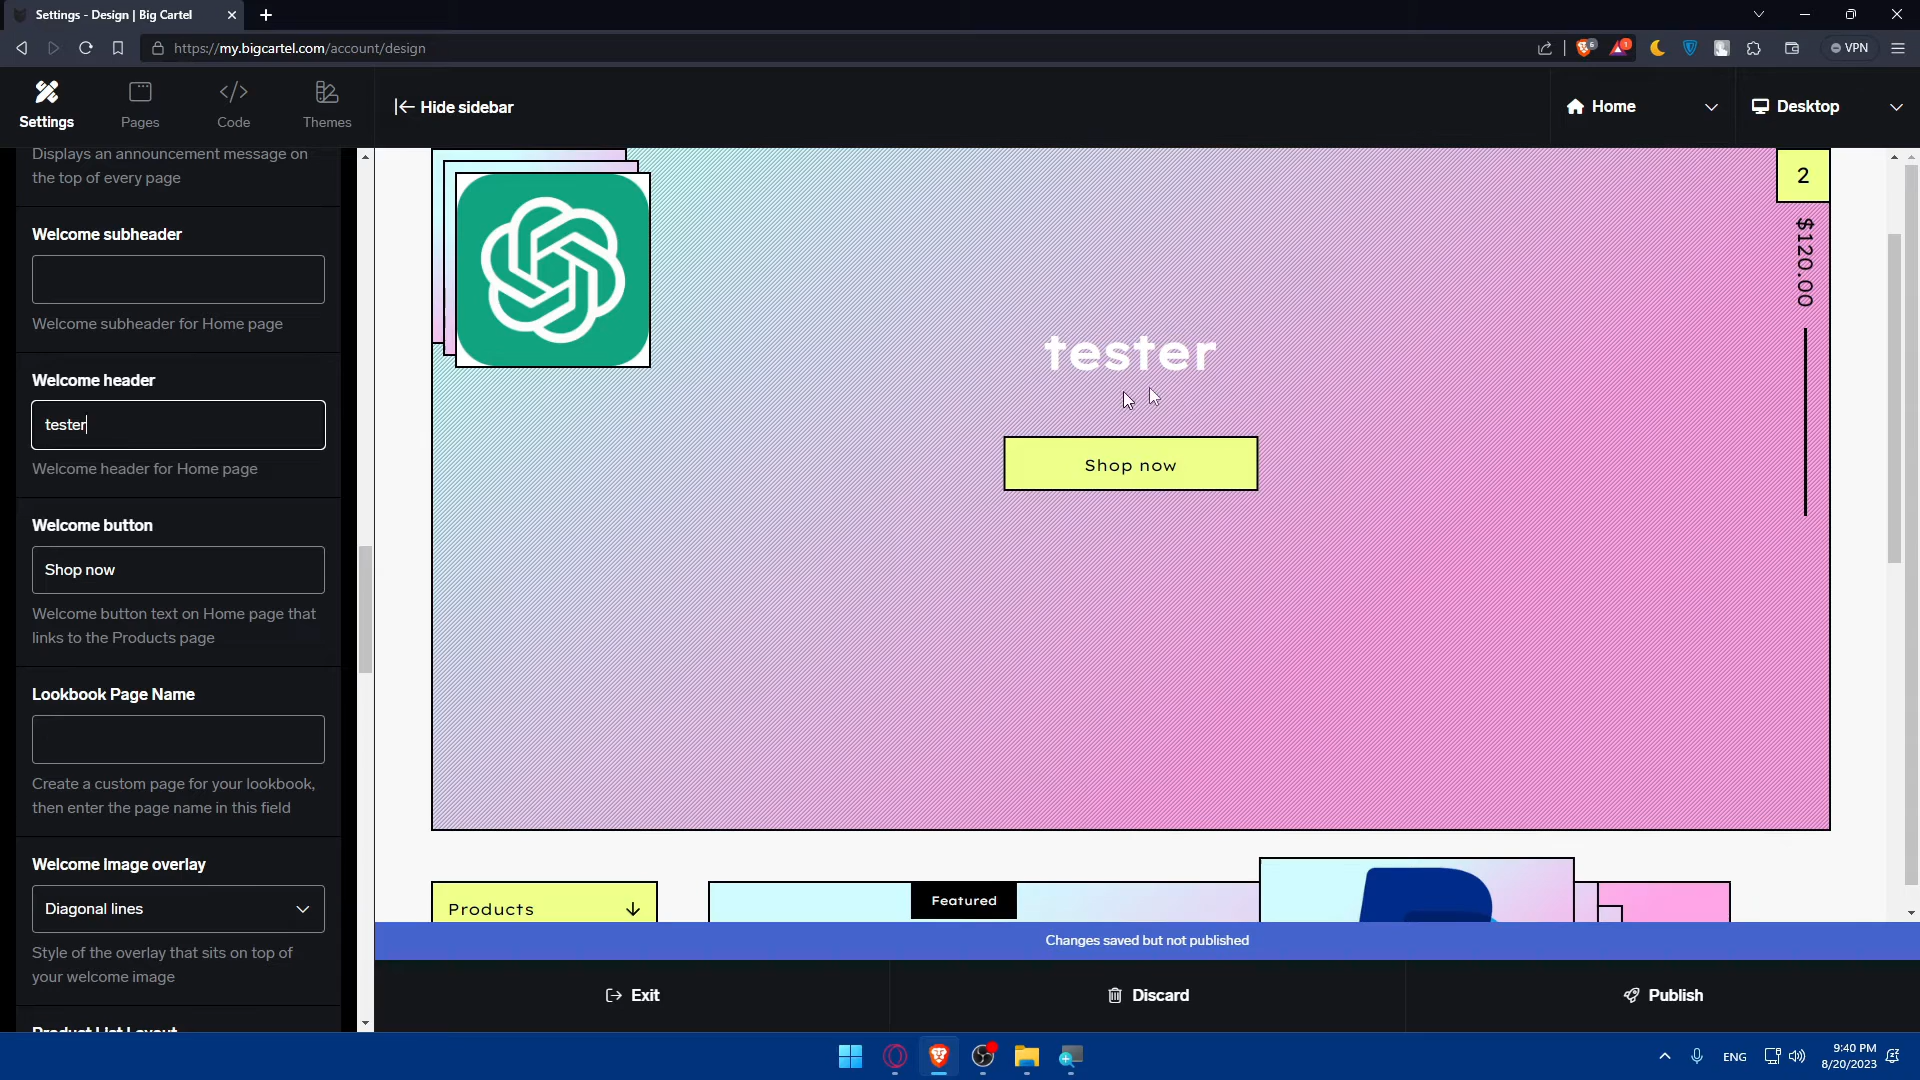 Settings - Design | Big Cartel
https://my.bigcartel.com/account/design
6
1
VPN
Settings
Pages
Code
Themes
Hide sidebar
Home
Desktop
Displays an announcement message on
the top of every page
Welcome subheader
Welcome subheader for Home page
Welcome header
tester
Welcome header for Home page
Welcome button
Shop now
Welcome button text on Home page that
links to the Products page
Lookbook Page Name
Create a custom page for your lookbook,
then enter the page name in this field
Welcome image overlay
Diagonal lines
Style of the overlay that sits on top of
your welcome image
Product List Layout
2
$120.00
tester
Shop now
Products
Featured
Changes saved but not published
Exit
Discard
Publish
ENG
9:40 PM
8/20/2023